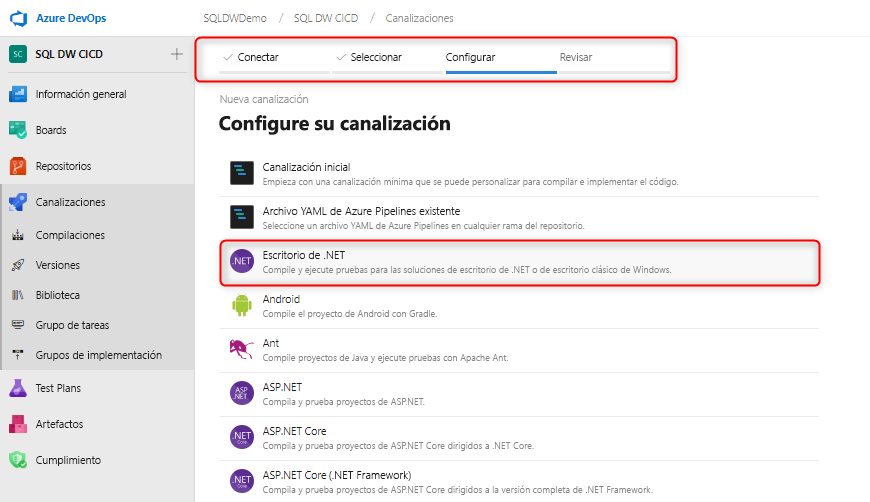 Azure DevOps
SQLDWDemo / SQL DW CICD / Canalizaciones
SC SQL DW CICD
Información general
Boards
Repositorios
Canalizaciones
Compilaciones
Versiones
Biblioteca
Grupo de tareas
Grupos de implementación
Test Plans
Artefactos
Cumplimiento
Conectar Seleccionar Configurar Revisar
Nueva canalización
Configure su canalización
Canalización inicial
Empieza con una canalización mínima que se puede personalizar para compilar e implementar el código.
Archivo YAML de Azure Pipelines existente
Seleccione un archivo YAML de Azure Pipelines en cualquier rama del repositorio.
.NET
Escritorio de .NET
Compile y ejecute pruebas para las soluciones de escritorio de .NET o de escritorio clásico de Windows.
Android
Compile el proyecto de Android con Gradle.
Ant
Compile proyectos de Java y ejecute pruebas con Apache Ant.
ASP .NET
ASP.NET
Compila y prueba proyectos de ASP.NET.
.NET Core
ASP.NET Core
Compila y prueba proyectos de ASP.NET Core dirigidos a .NET Core.
.NET Core
ASP.NET Core (.NET Framework)
Compila y prueba proyectos de ASP.NET Core dirigidos a la versión completa de .NET Framework.